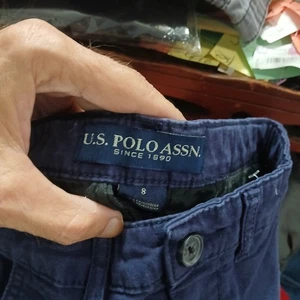 U.S. POLO ASSN.
SINCE 1890
8